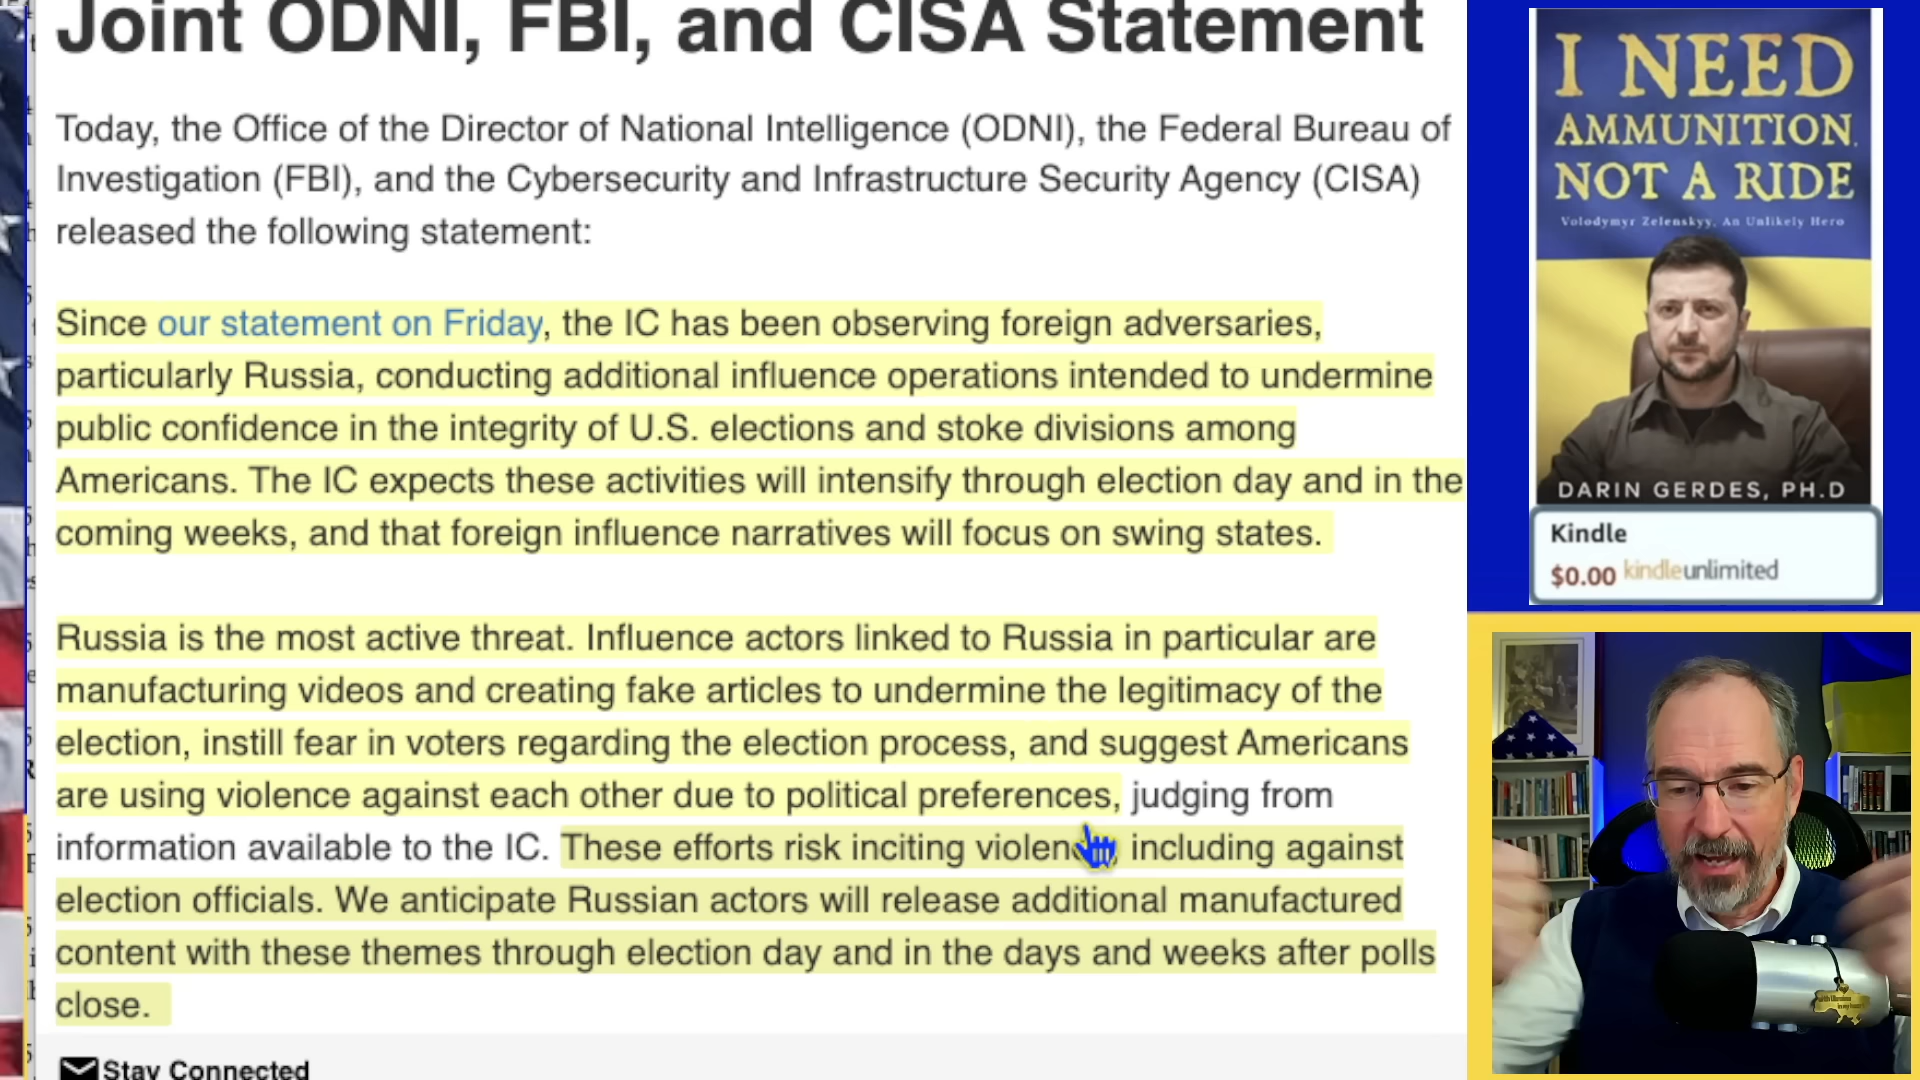 Joint ODNI, FBI, and CISA Statement
Today, the Office of the Director of National Intelligence (ODNI), the Federal Bureau of
Investigation (FBI), and the Cybersecurity and Infrastructure Security Agency (CISA)
released the following statement:
Since our statement on Friday, the IC has been observing foreign adversaries,
particularly Russia, conducting additional influence operations intended to undermine
public confidence in the integrity of U.S. elections and stoke divisions among
Americans. The IC expects these activities will intensify through election day and in the
coming weeks, and that foreign influence narratives will focus on swing states.
Russia is the most active threat. Influence actors linked to Russia in particular are
manufacturing videos and creating fake articles to undermine the legitimacy of the
election, instill fear in voters regarding the election process, and suggest Americans
are using violence against each other due to political preferences, judging from
information available to the IC. These efforts risk inciting violence, including against
election officials. We anticipate Russian actors will release additional manufactured
content with these themes through election day and in the days and weeks after polls
close.
Stay Connected
I NEED
AMMUNITION,
NOT A RIDE
Volodymyr Zelenskyy, An Unlikely Hero
DARIN GERDES, PH.D
Kindle
$0.00 kindleunlimited